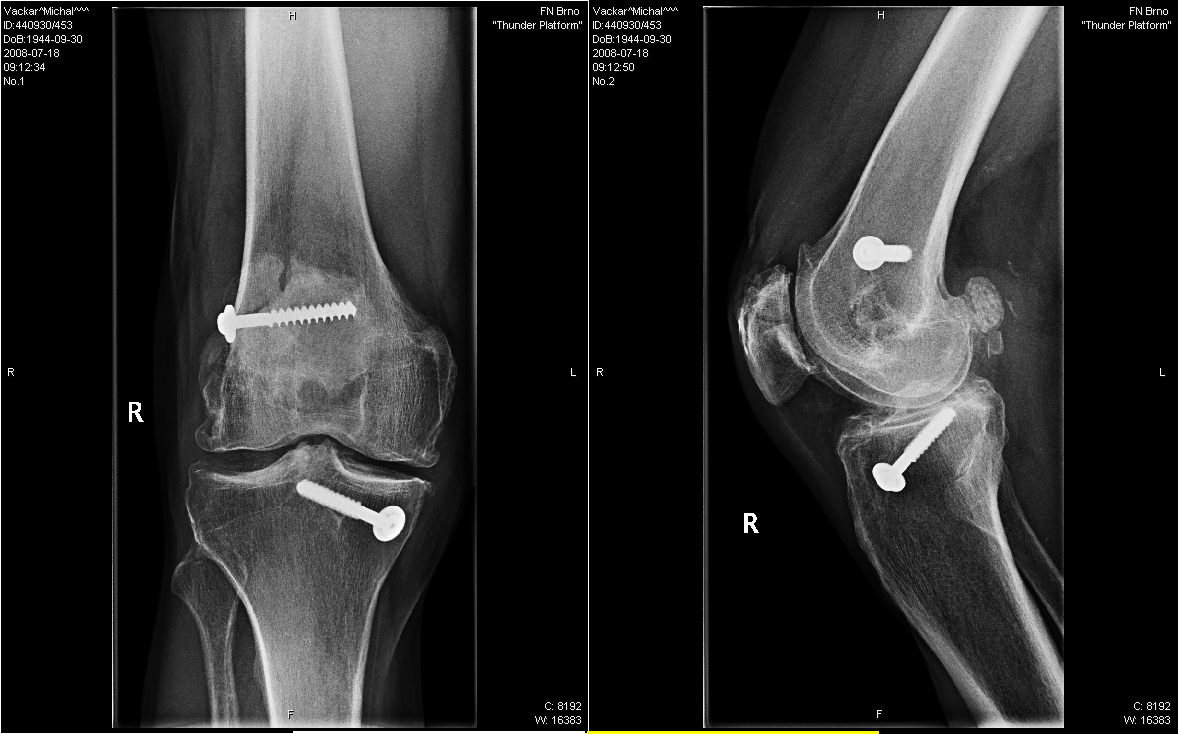 Vackar^Michal^^^
ID:440930/453
DoB:1944-09-30
2008-07-18
09:12:34
No.1
H
FN Brno
"Thunder Platform"
R
L
R
F
C: 8192
W: 16383
Vackar^Michal^^^
ID:440930/453
DoB:1944-09-30
2008-07-18
09:12:50
No.2
H
FN Brno
"Thunder Platform"
R
L
R
F
C: 8192
W: 16383